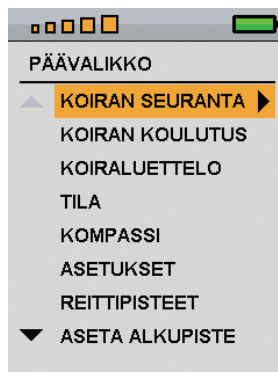 PÄÄVALIKKO
KOIRAN SEURANTA
KOIRAN KOULUTUS
KOIRALUETTELO
TILA
KOMPASSI
ASETUKSET
REITTIPISTEET
ASETA ALKUPISTE